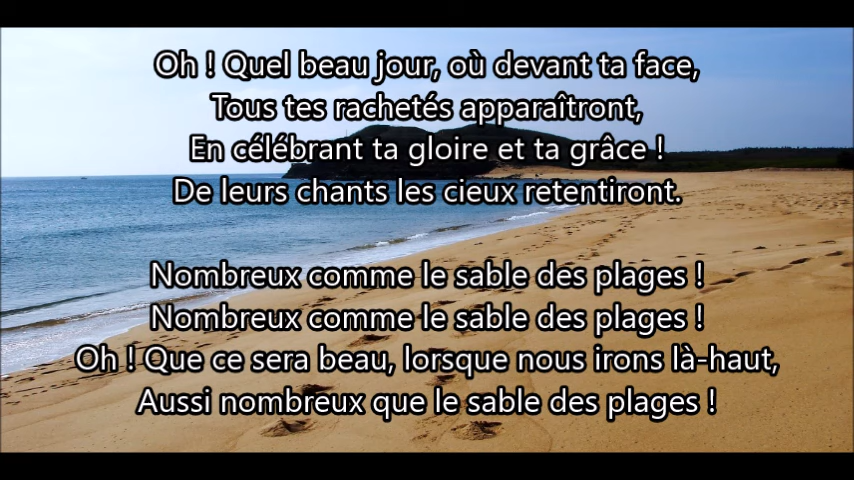 Oh ! Quel beau jour, où devant ta face,
Tous tes rachetés apparaîtront,
En célébrant ta gloire et ta grâce !
De leurs chants les cieux retentiront.
Nombreux comme le sable des plages !
Nombreux comme le sable des plages !
Oh ! Que ce sera beau, lorsque nous irons là-haut,
Aussi nombreux que le sable des plages !